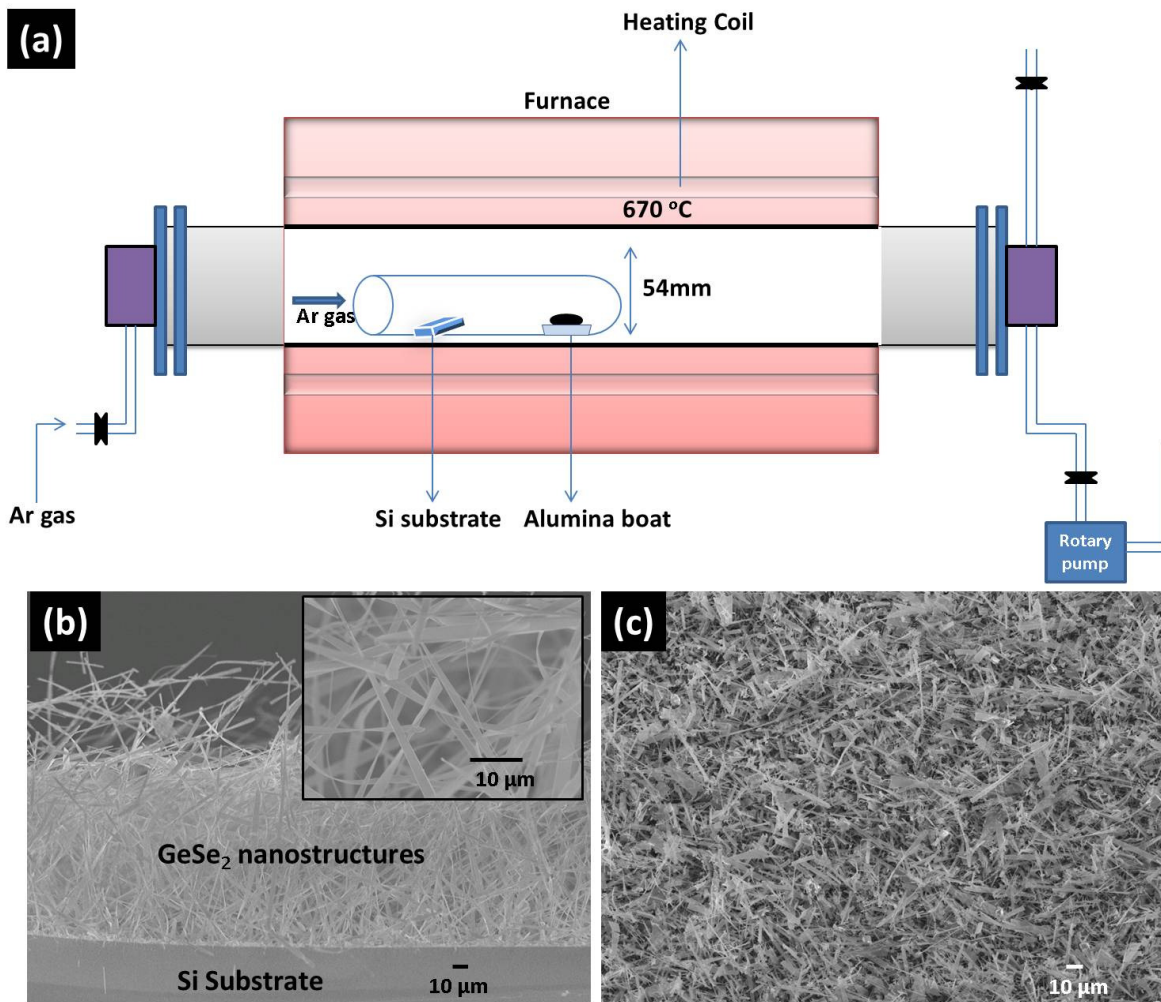 (a)
Heating Coil
Furnace
670 °C
54mm
Ar gas
Ar gas
Si substrate
Alumina boat
Rotary
pump
(b)
10 µm
GeSe₂ nanostructures
Si Substrate
10 µm
(c)
10 µm